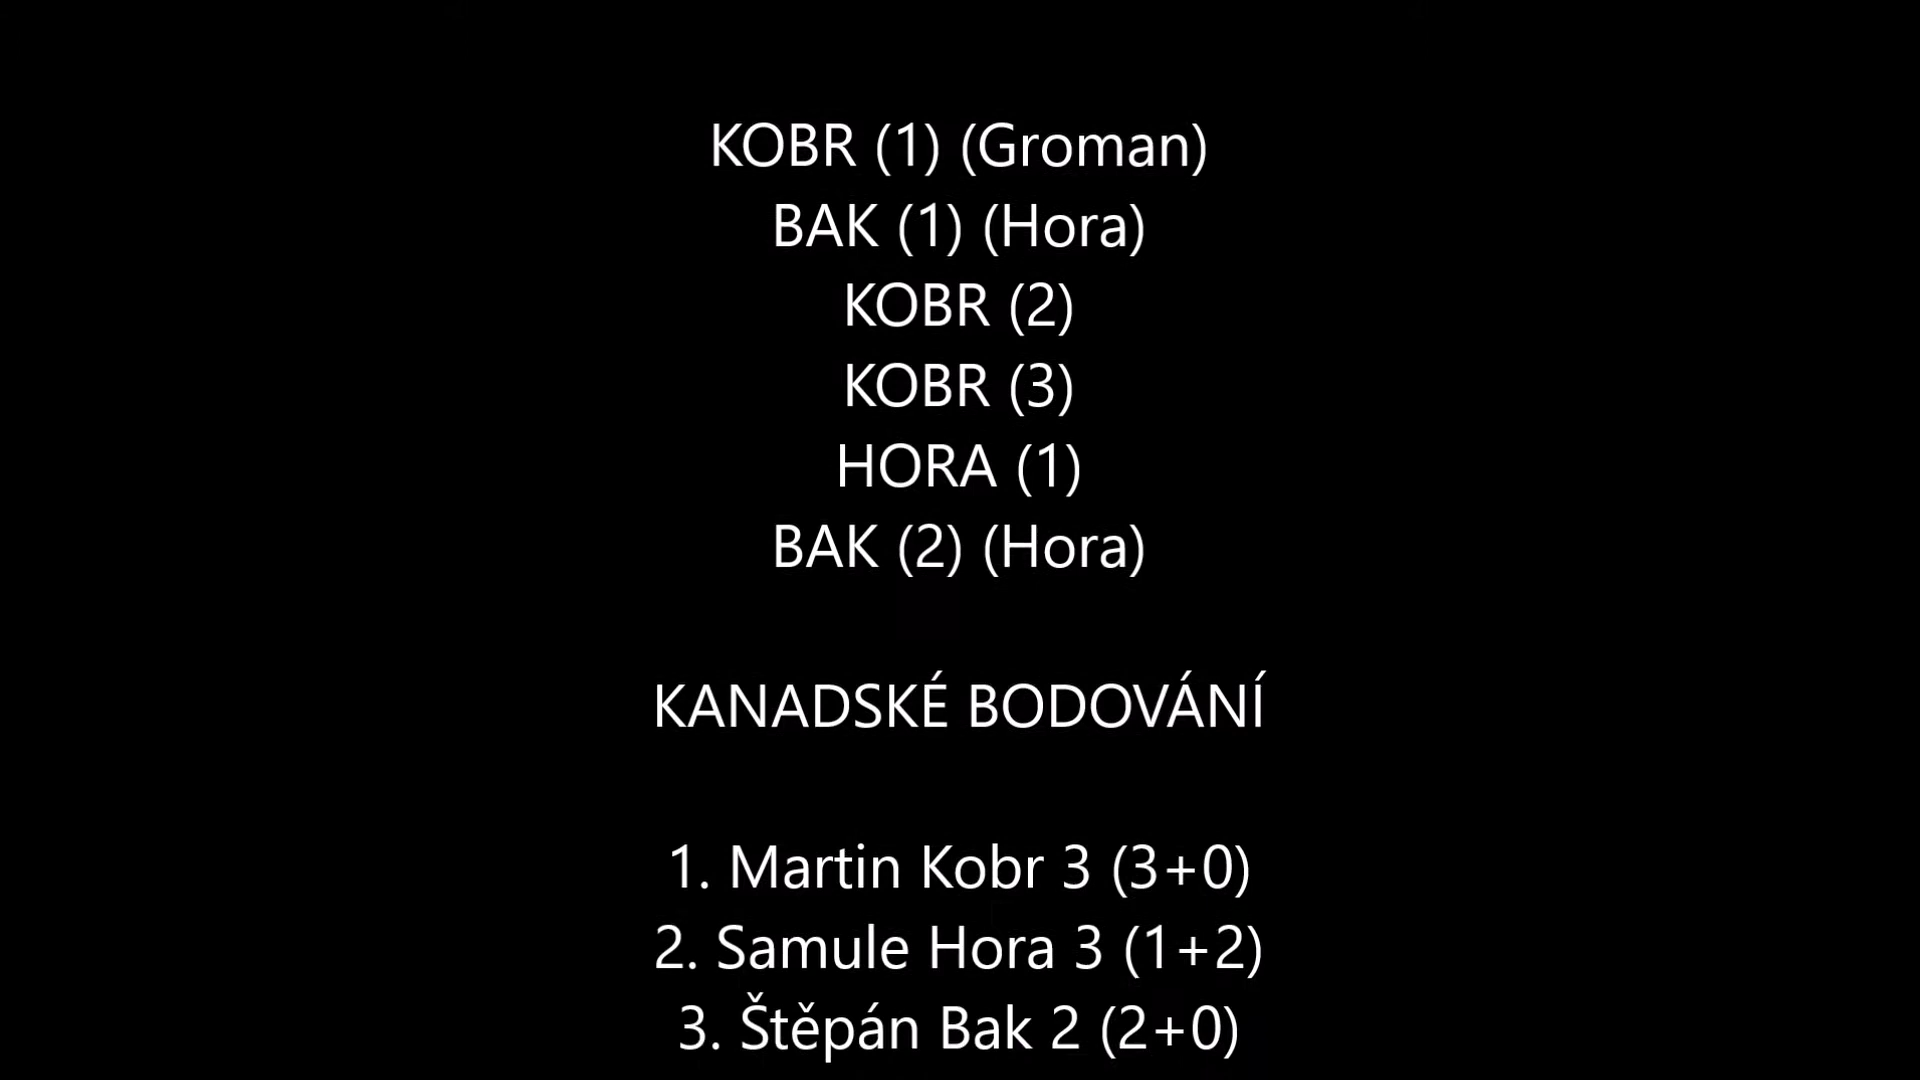 KOBR (1) (Groman)
BAK (1) (Hora)
KOBR (2)
KOBR (3)
HORA (1)
BAK (2) (Hora)
KANADSKÉ BODOVÁNÍ
1. Martin Kobr 3 (3+0)
2. Samule Hora 3 (1+2)
3. Štěpán Bak 2 (2+0)